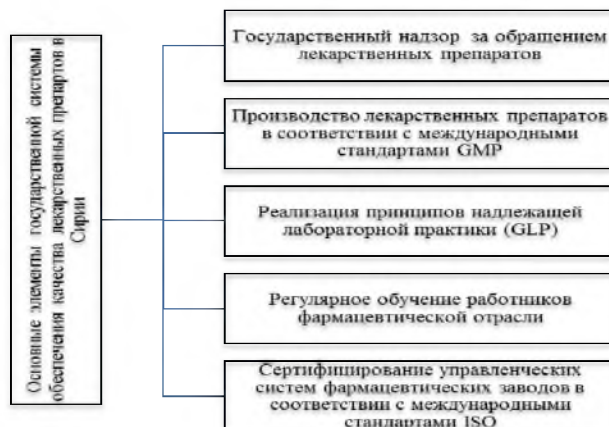 Основные элементы государственной системы
обеспечения качества лекарственных препартов в
Сирии
Государственный надзор за обращением
лекарственных препаратов
Производство лекарственных препаратов
в соответствии с международными
стандартами GMP
Реализация принципов надлежащей
лабораторной практики (GLP)
Регулярное обучение работников
фармацевтической отрасли
Сертифицирование управленческих
систем фармацевтических заводов в
соответствии с международными
стандартами ISO